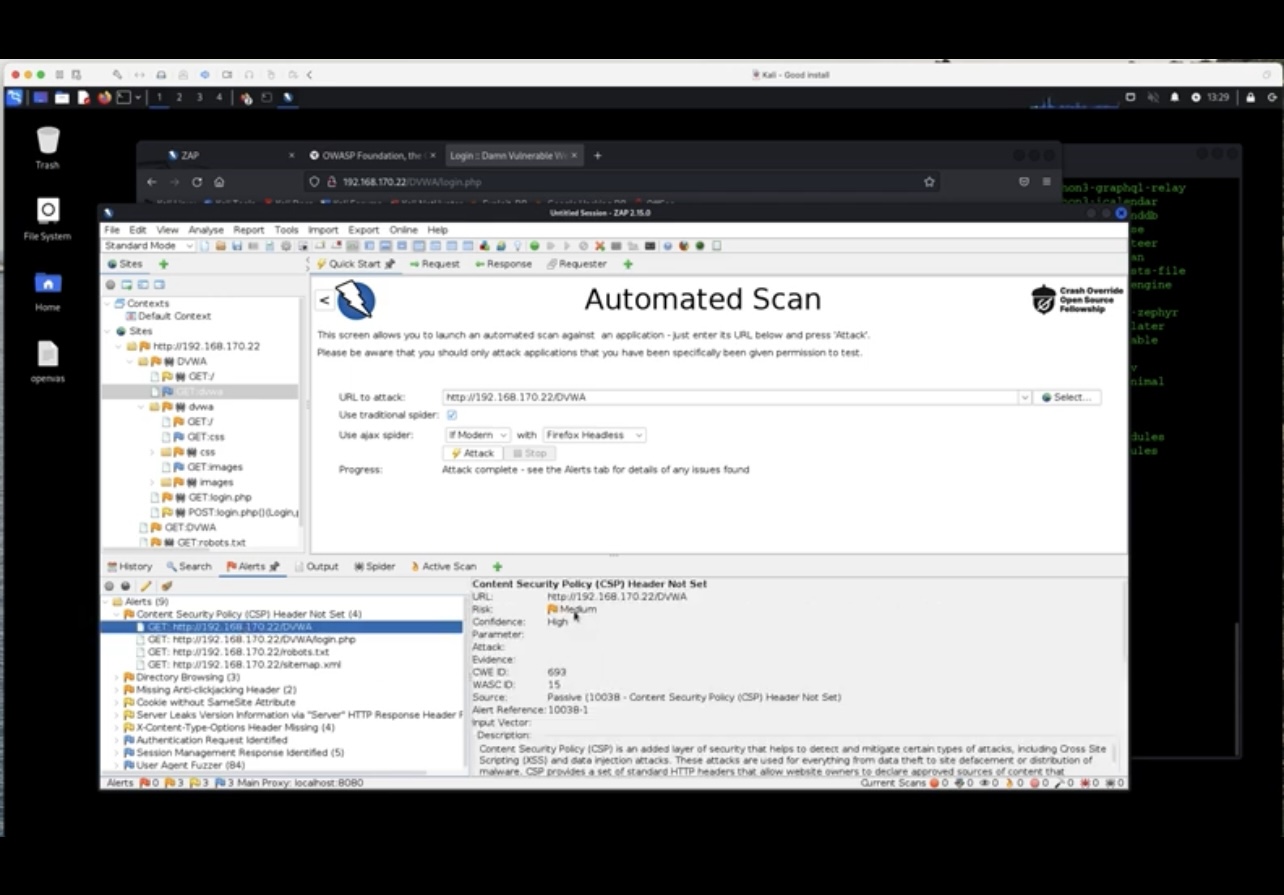 Kali - Good install
1 2 3 4
13:29
Trash
File System
Home
openvas
ZAP
OWASP Foundation, the
Login :: Damn Vulnerable We
192.168.170.22/DVWA/login.php
Untitled Session - ZAP 2.15.0
File Edit View Analyse Report Tools Import Export Online Help
Standard Mode
Sites
Quick Start Request Response Requester
Contexts
Default Context
Sites
http://192.168.170.22
DVWA
GET:/
GET:dvwa
dvwa
GET:/
GET:css
css
GET:images
images
GET:login.php
POST:login.php()(Login,
GET:DVWA
GET:robots.txt
<
Automated Scan
Crash Override
Open Source
Fellowship
This screen allows you to launch an automated scan against an application - just enter its URL below and press 'Attack'.
Please be aware that you should only attack applications that you have been specifically been given permission to test.
URL to attack: http://192.168.170.22/DVWA Select...
Use traditional spider:
Use ajax spider: If Modern with Firefox Headless
Attack Stop
Progress: Attack complete - see the Alerts tab for details of any issues found
History Search Alerts Output Spider Active Scan
Alerts (9)
Content Security Policy (CSP) Header Not Set (4)
GET: http://192.168.170.22/DVWA
GET: http://192.168.170.22/DVWA/login.php
GET: http://192.168.170.22/robots.txt
GET: http://192.168.170.22/sitemap.xml
Directory Browsing (3)
Missing Anti-clickjacking Header (2)
Cookie without SameSite Attribute
Server Leaks Version Information via "Server" HTTP Response Header F
X-Content-Type-Options Header Missing (4)
Authentication Request Identified
Session Management Response Identified (5)
User Agent Fuzzer (84)
Content Security Policy (CSP) Header Not Set
URL: http://192.168.170.22/DVWA
Risk: Medium
Confidence: High
Parameter:
Attack:
Evidence:
CWE ID: 693
WASC ID: 15
Source: Passive (10038 - Content Security Policy (CSP) Header Not Set)
Alert Reference: 10038-1
Input Vector:
Description:
Content Security Policy (CSP) is an added layer of security that helps to detect and mitigate certain types of attacks, including Cross Site
Scripting (XSS) and data injection attacks. These attacks are used for everything from data theft to site defacement or distribution of
malware. CSP provides a set of standard HTTP headers that allow website owners to declare approved sources of content that
Alerts 0 3 3 3 Main Proxy: localhost:8080
Current Scans 0 0 0 0 0 0 0 0
hon3-graphql-relay
nddb
se
teer
an
sts-file
engine
-zephyr
later
able
v
nimal
dules
ules